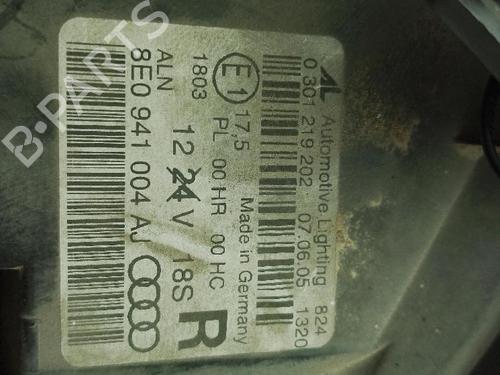 AL Automotive Lighting 824
0 301 219 202 07.06.05 1320
E1 17,5 Made in Germany
1803 PL 00 HR 00 HC
ALN 12 24 V 18S R
8E0 941 004 AJ
B-PARTS